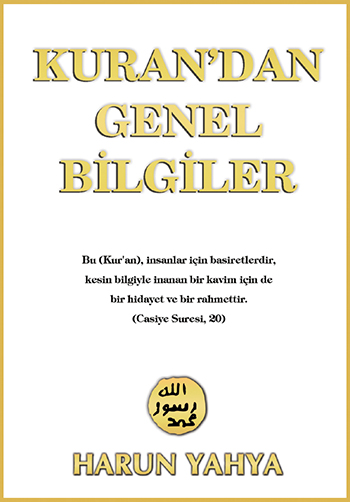 KURAN'DAN
GENEL
BİLGİLER
Bu (Kur'an), insanlar için basiretlerdir,
kesin bilgiyle inanan bir kavim için de
bir hidayet ve bir rahmettir.
(Casiye Suresi, 20)
الله
رسول
محمد
HARUN YAHYA